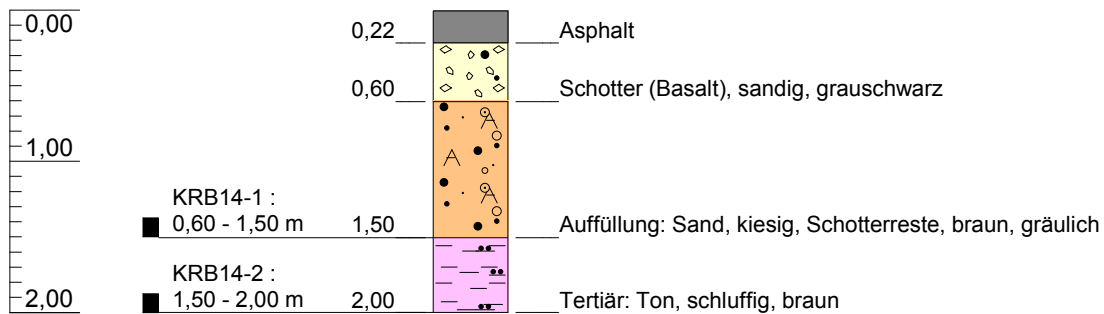 0,00
0,22 Asphalt
0,60 Schotter (Basalt), sandig, grauschwarz
1,00
KRB14-1 :
0,60 - 1,50 m 1,50 Auffüllung: Sand, kiesig, Schotterreste, braun, gräulich
KRB14-2 :
2,00 1,50 - 2,00 m 2,00 Tertiär: Ton, schluffig, braun